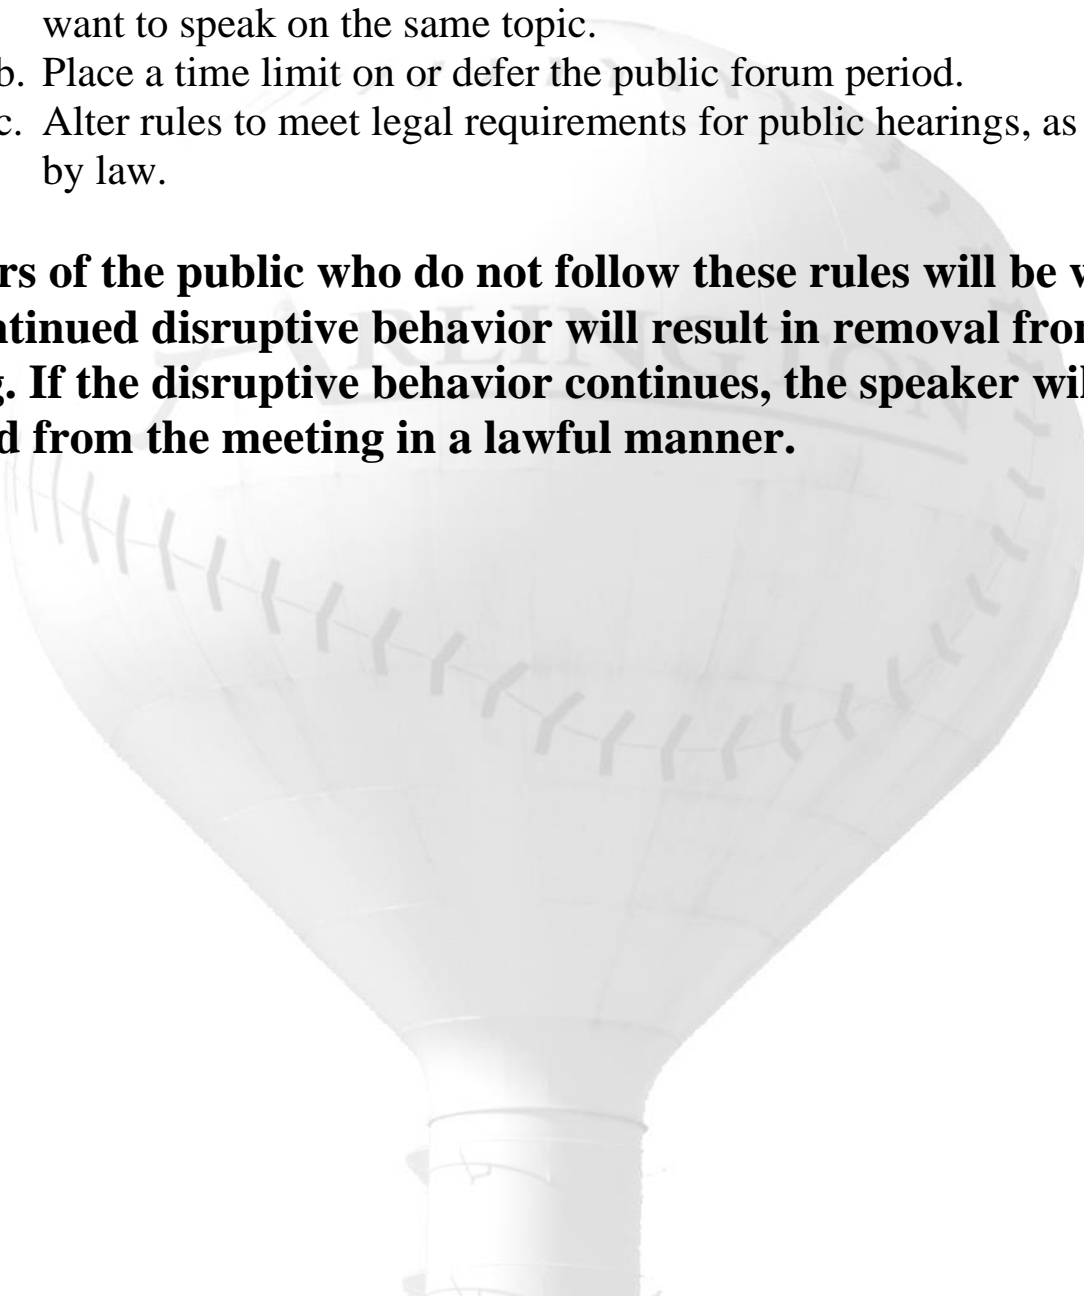 want to speak on the same topic.
b. Place a time limit on or defer the public forum period.
c. Alter rules to meet legal requirements for public hearings, as
by law.
rs of the public who do not follow these rules will be
ntinued disruptive behavior will result in removal from
g. If the disruptive behavior continues, the speaker wil
d from the meeting in a lawful manner.
ARLINGTON